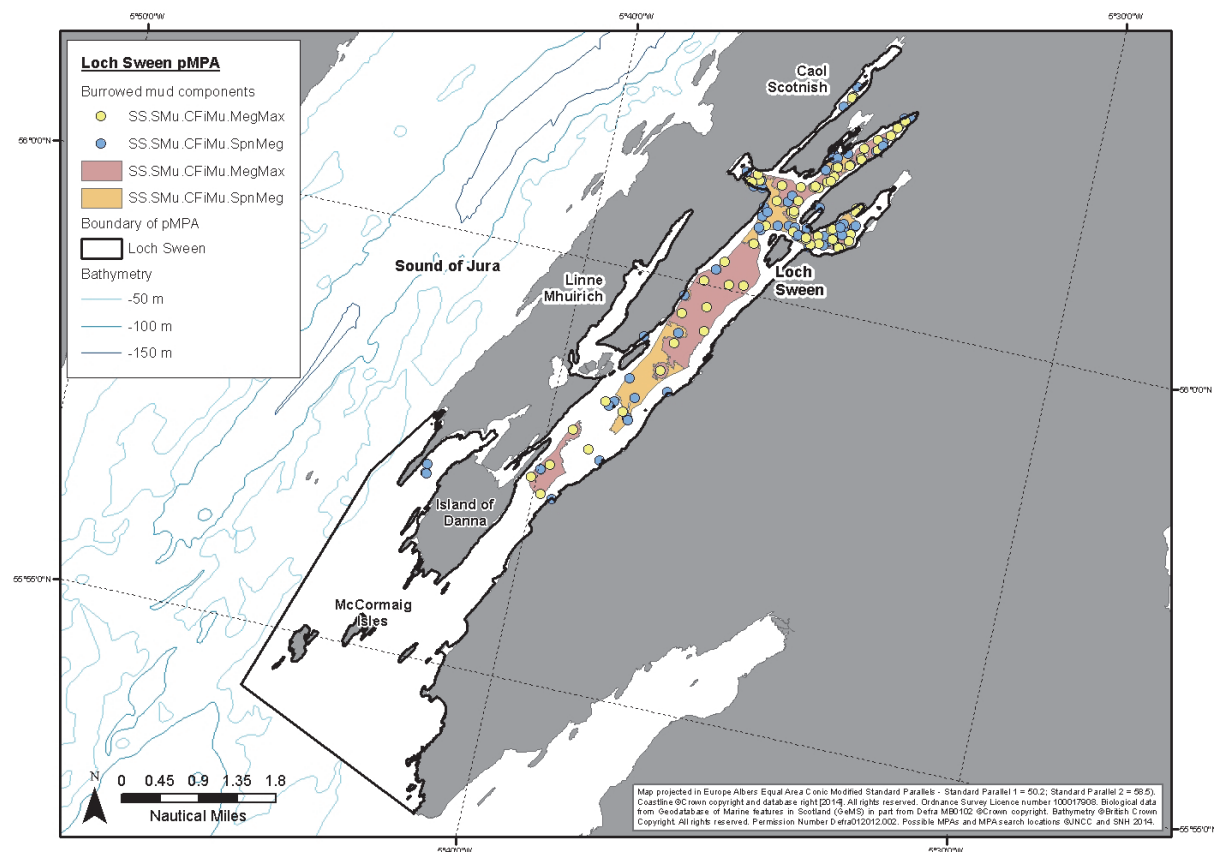 5°50'0"W
5°40'0"W
5°30'0"W
Loch Sween pMPA
Burrowed mud components
SS.SMu.CFiMu.MegMax
SS.SMu.CFiMu.SpnMeg
SS.SMu.CFiMu.MegMax
SS.SMu.CFiMu.SpnMeg
Boundary of pMPA
Loch Sween
Bathymetry
-50 m
-100 m
-150 m
Caol
Scotnish
56°0'0"N
Sound of Jura
Linne
Mhuirich
Loch
Sween
56°0'0"N
Island of
Danna
55°55'0"N
McCormaig
Isles
N
0 0.45 0.9 1.35 1.8
Nautical Miles
Map projected in Europe Albers Equal Area Conic Modified Standard Parallels - Standard Parallel 1 = 50.2; Standard Parallel 2 = 58.5).
Coastline ©Crown copyright and database right [2014]. All rights reserved. Ordnance Survey Licence number 100017908. Biological data
from Geodatabase of Marine features in Scotland (GeMS) in part from Defra MB0102 ©Crown copyright. Bathymetry ©British Crown
Copyright. All rights reserved. Permission Number Defra012012.002. Possible MPAs and MPA search locations ©JNCC and SNH 2014.
55°55'0"N
5°40'0"W
5°30'0"W